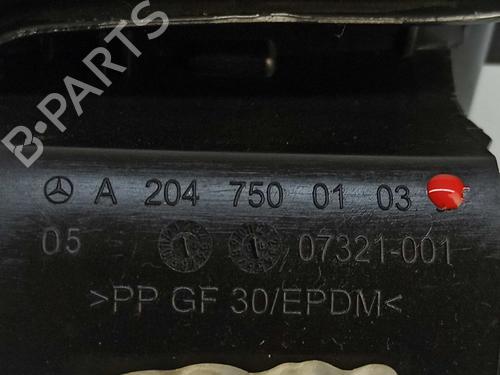 B-PARTS
A 204 750 01 03
05 07321-001
>PP GF 30/EPDM<